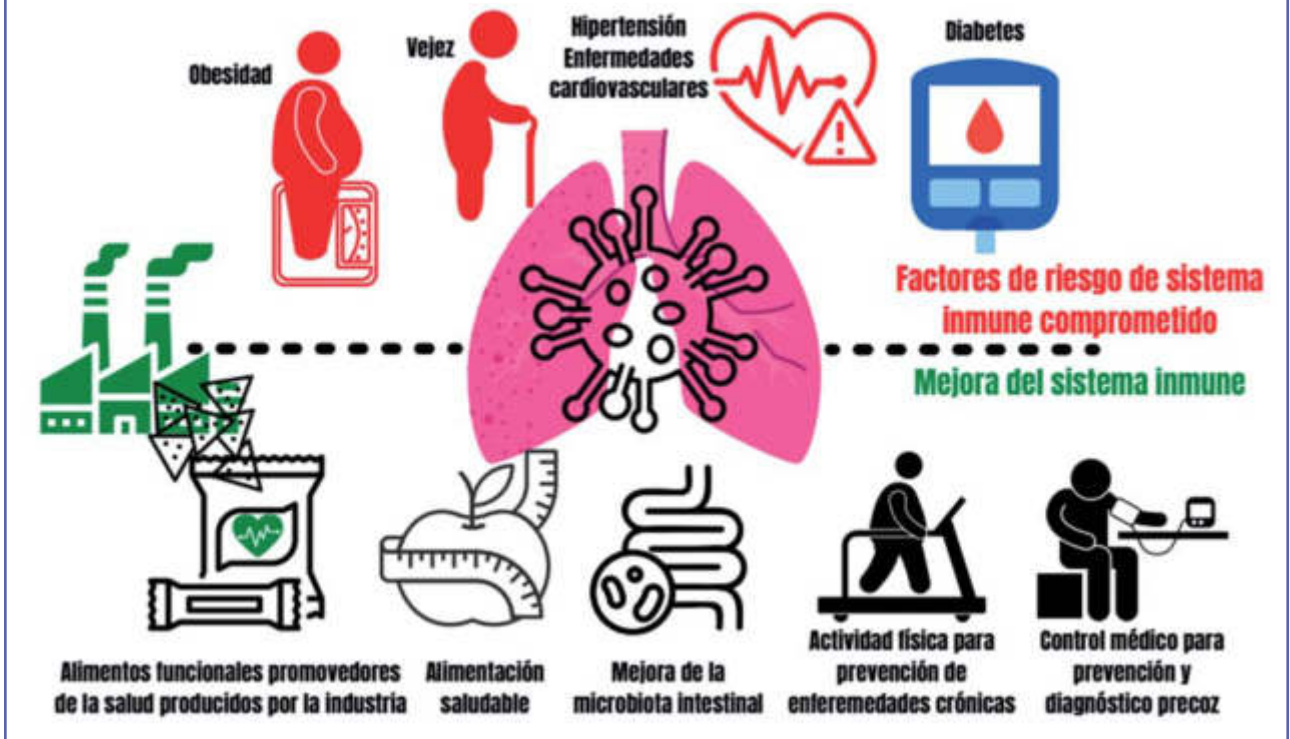 Obesidad
Vejez
Hipertensión
Enfermedades
cardiovasculares
Diabetes
Factores de riesgo de sistema
inmune comprometido
Mejora del sistema inmune
Alimentos funcionales promovedores
de la salud producidos por la industria
Alimentación
saludable
Mejora de la
microbiota intestinal
Actividad física para
prevención de
enferemedades crónicas
Control médico para
prevención y
diagnóstico precoz